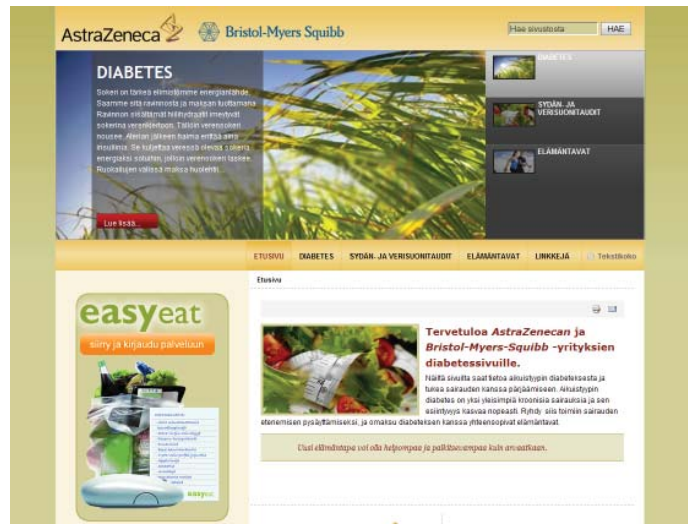 AstraZeneca
Bristol-Myers Squibb
Hae sivustosta
HAE
DIABETES
Sokeri on tärkeä elimistömme energianlähde.
Saamme sitä ravinnosta ja maksan tuottamana.
Ravinnon sisältämät hiilihydraatit imeytyvät
sokerina verenkiertoon. Tällöin verensokeri
nousee. Aterian jälkeen haima erittää aina
insuliinia. Se kuljettaa veressä olevaa sokeria
energiaksi soluihin, jolloin verensokeri laskee.
Ruokailujen välissä maksa huolehtii...
Lue lisää...
DIABETES
SYDÄN- JA
VERISUONITAUDIT
ELÄMÄNTAVAT
ETUSIVU DIABETES SYDÄN- JA VERISUONITAUDIT ELÄMÄNTAVAT LINKKEJÄ Tekstikoko
Etusivu
easyeat
siirry ja kirjaudu palveluun
easyeat
Tervetuloa AstraZenecan ja
Bristol-Myers-Squibb -yrityksien
diabetessivuille.
Näiltä sivuilta saat tietoa aikuistyypin diabeteksesta ja
tukea sairauden kanssa pärjäämiseen. Aikuistyypin
diabetes on yksi yleisimpiä kroonisia sairauksia ja sen
esiintyvyys kasvaa nopeasti. Ryhdy siis toimiin sairauden
etenemisen pysäyttämiseksi, ja omaksu diabeteksen kanssa yhteensopivat elämäntavat.
Uusi elämäntapa voi olla helpompaa ja palkitsevampaa kuin arvaatkaan.